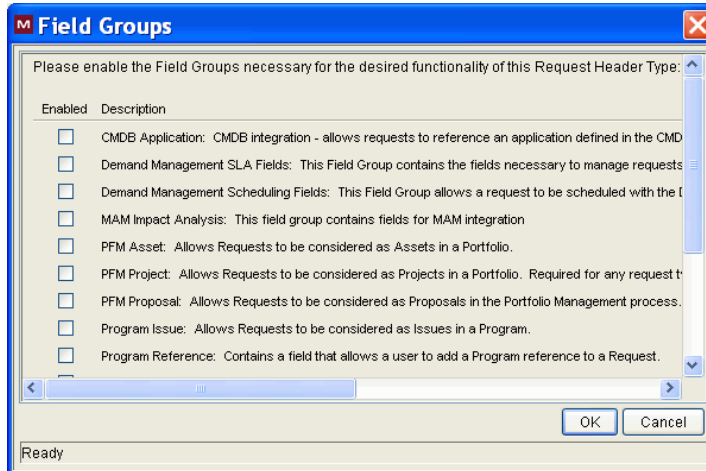 M Field Groups
Please enable the Field Groups necessary for the desired functionality of this Request Header Type:
Enabled Description
CMDB Application: CMDB integration - allows requests to reference an application defined in the CMD
Demand Management SLA Fields: This Field Group contains the fields necessary to manage requests
Demand Management Scheduling Fields: This Field Group allows a request to be scheduled with the
MAM Impact Analysis: This field group contains fields for MAM integration
PFM Asset: Allows Requests to be considered as Assets in a Portfolio.
PFM Project: Allows Requests to be considered as Projects in a Portfolio. Required for any request
PFM Proposal: Allows Requests to be considered as Proposals in the Portfolio Management process.
Program Issue: Allows Requests to be considered as Issues in a Program.
Program Reference: Contains a field that allows a user to add a Program reference to a Request.
OK Cancel
Ready